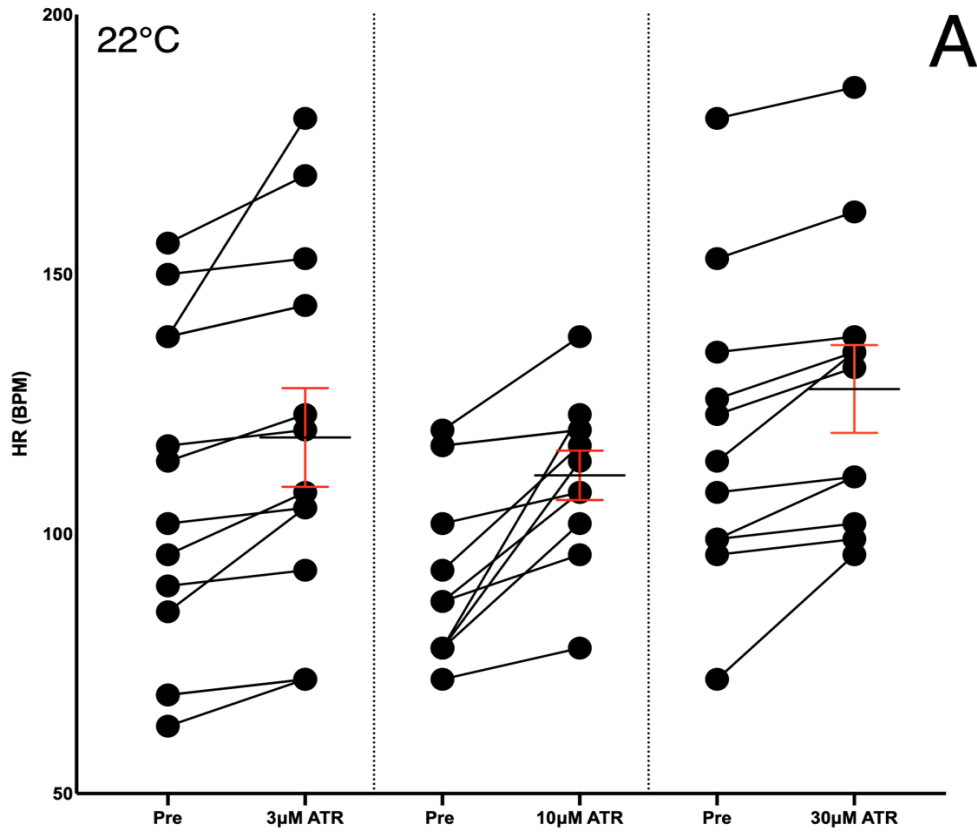 200
22°C
A
150
HR (BPM)
100
50
Pre
3µM ATR
Pre
10µM ATR
Pre
30µM ATR